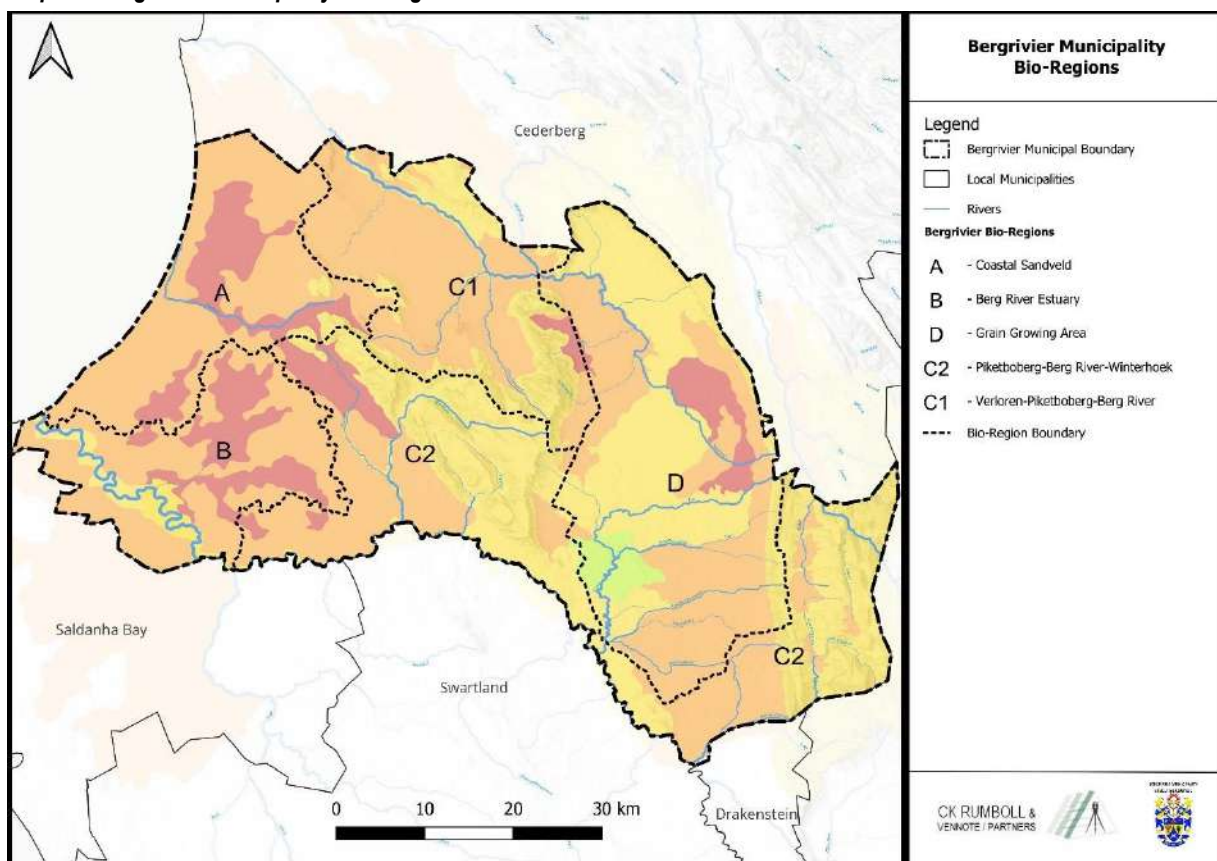 Cederberg
A
C1
B
C2
D
C2
Saldanha Bay
Swartland
Drakenstein
0 10 20 30 km
Bergrivier Municipality
Bio-Regions
Legend
Bergrivier Municipal Boundary
Local Municipalities
Rivers
Bergrivier Bio-Regions
A - Coastal Sandveld
B - Berg River Estuary
D - Grain Growing Area
C2 - Piketboberg-Berg River-Winterhoek
C1 - Verloren-Piketboberg-Berg River
Bio-Region Boundary
CK RUMBOLL &
VENNOTE / PARTNERS